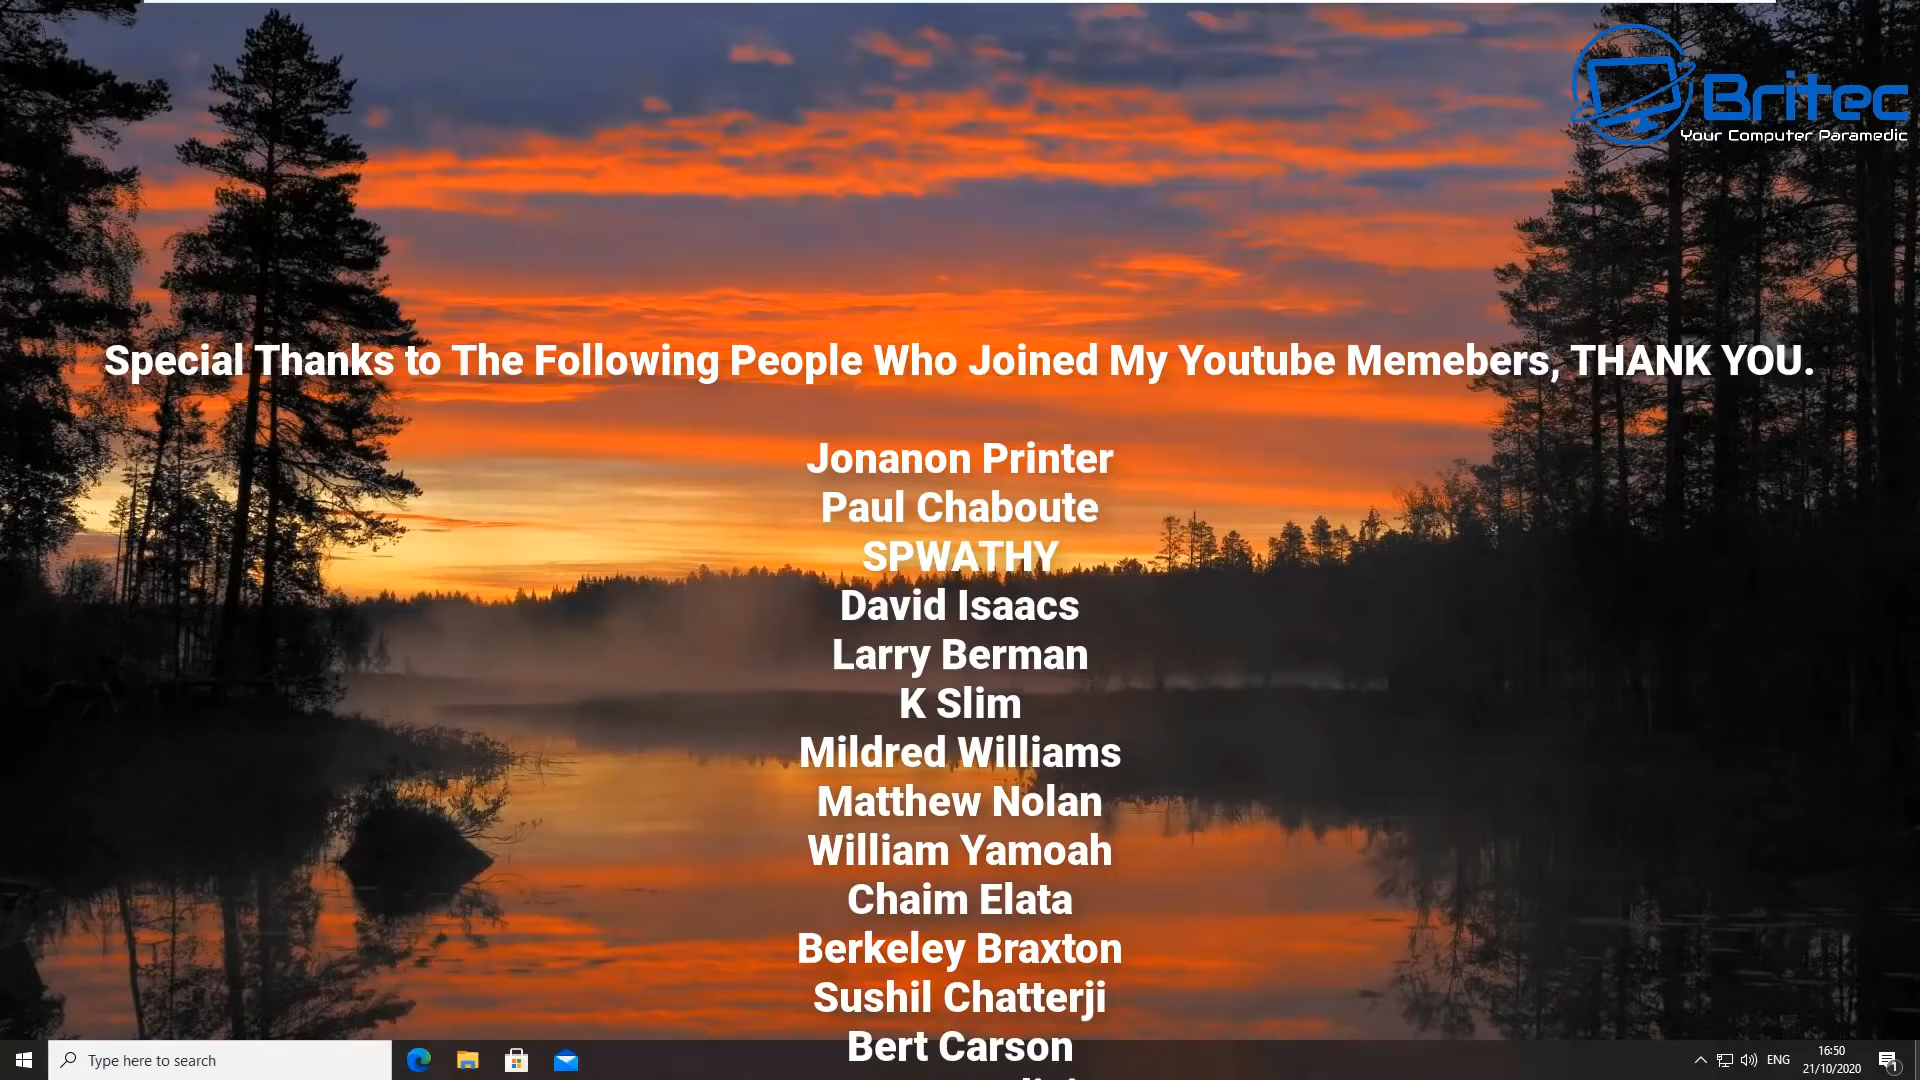 Britec
Your Computer Paramedic
Special Thanks to The Following People Who Joined My Youtube Memebers, THANK YOU.
Jonanon Printer
Paul Chaboute
SPWATHY
David Isaacs
Larry Berman
K Slim
Mildred Williams
Matthew Nolan
William Yamoah
Chaim Elata
Berkeley Braxton
Sushil Chatterji
Bert Carson
Type here to search
ENG
16:50
21/10/2020
1